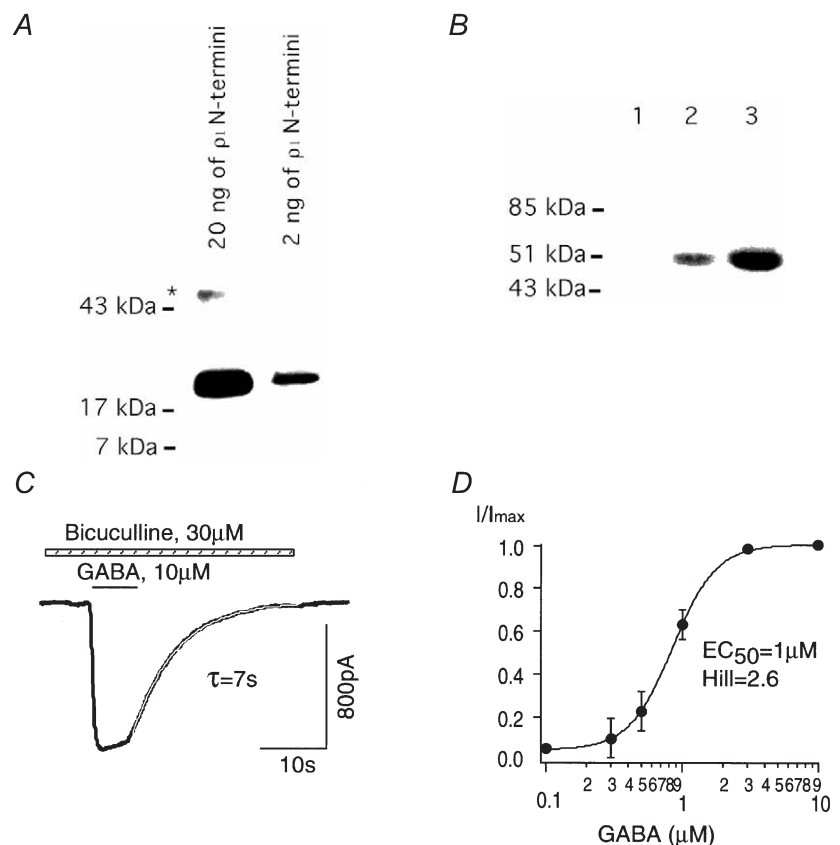 A
20 ng of ρ1 N-termini
2 ng of ρ1 N-termini
*
43 kDa
17 kDa
7 kDa
B
1 2 3
85 kDa
51 kDa
43 kDa
C
Bicuculline, 30µM
GABA, 10µM
τ=7s
800pA
10s
D
I/Imax
1.0
0.8
0.6
0.4
0.2
0.0
EC50=1µM
Hill=2.6
2 3 4 5 6 7 8 9 2 3 4 5 6 7 8 9
0.1 1 10
GABA (µM)